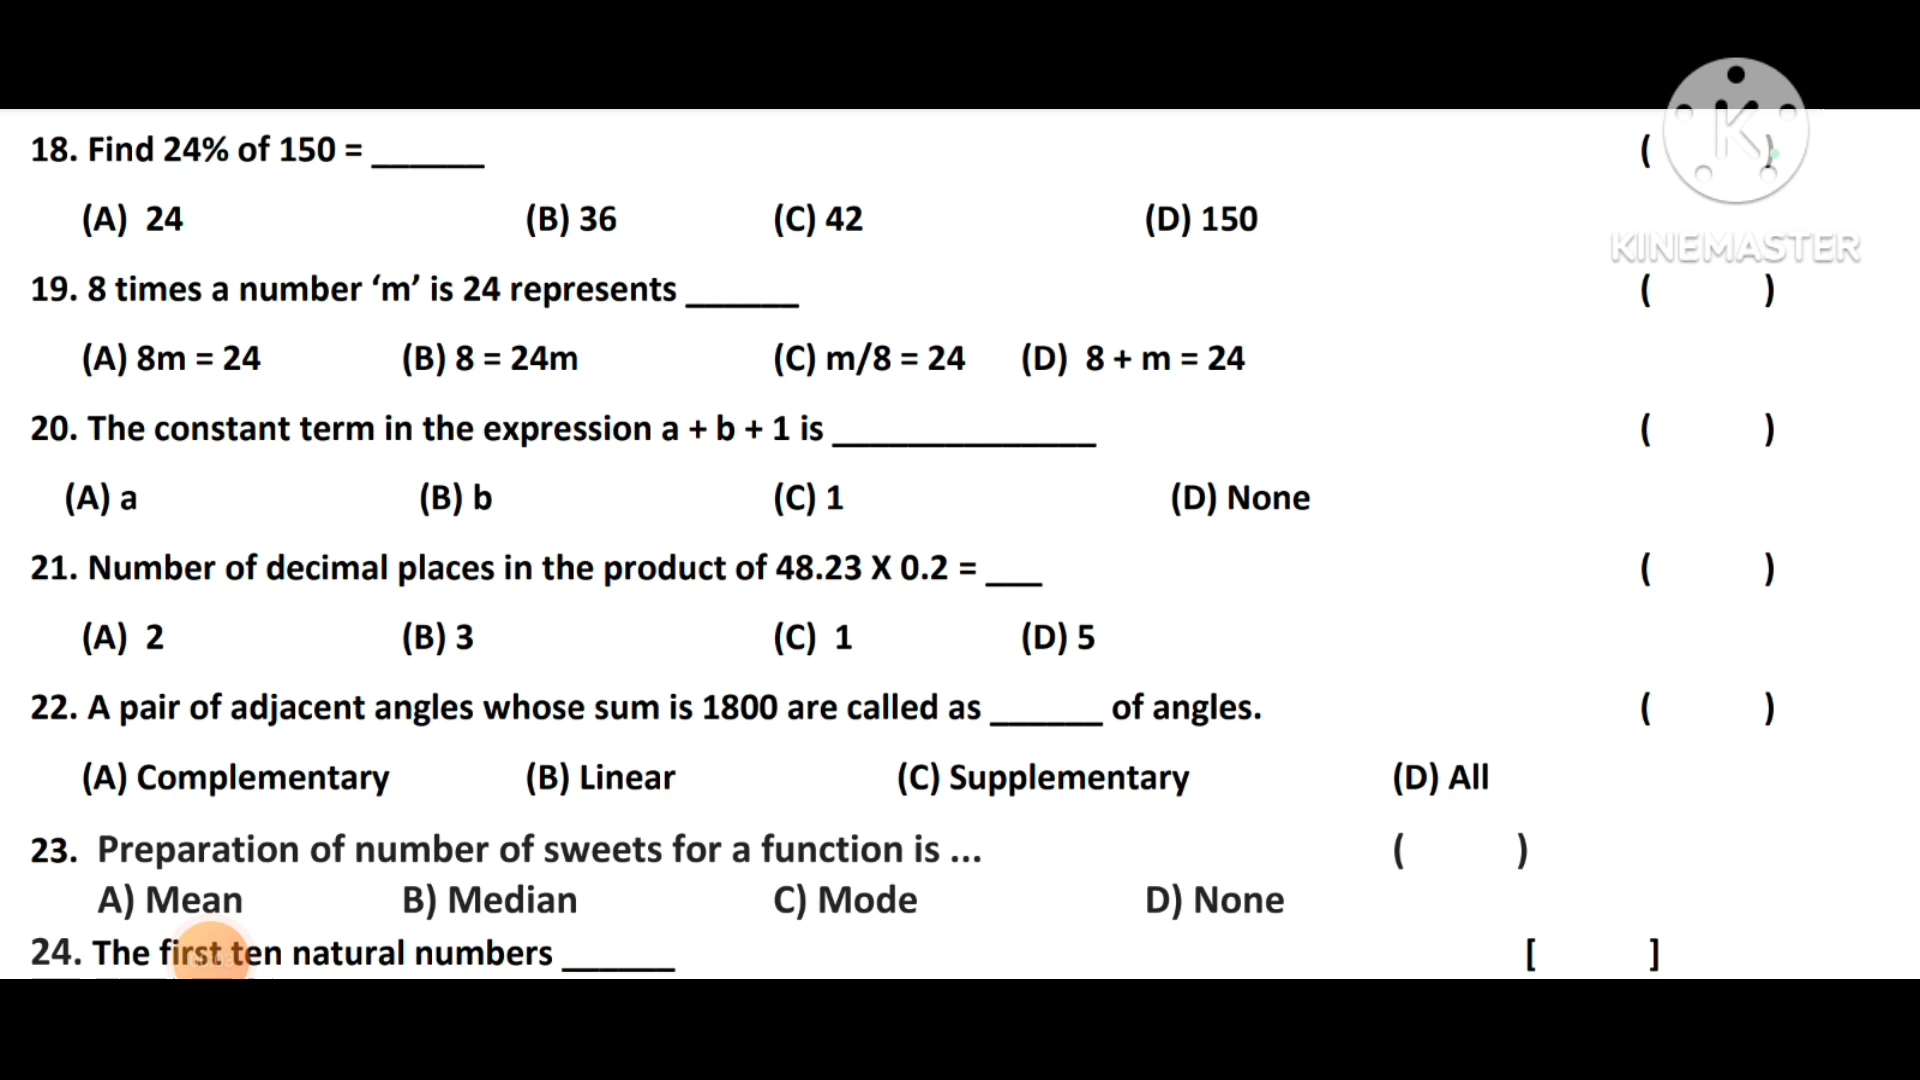 18. Find 24% of 150 = ______ ( )
(A) 24 (B) 36 (C) 42 (D) 150
KINEMASTER
19. 8 times a number ‘m’ is 24 represents ______ ( )
(A) 8m = 24 (B) 8 = 24m (C) m/8 = 24 (D) 8 + m = 24
20. The constant term in the expression a + b + 1 is ______________ ( )
(A) a (B) b (C) 1 (D) None
21. Number of decimal places in the product of 48.23 X 0.2 = ___ ( )
(A) 2 (B) 3 (C) 1 (D) 5
22. A pair of adjacent angles whose sum is 1800 are called as ______ of angles. ( )
(A) Complementary (B) Linear (C) Supplementary (D) All
23. Preparation of number of sweets for a function is ... ( )
A) Mean B) Median C) Mode D) None
24. The first ten natural numbers ______ [ ]